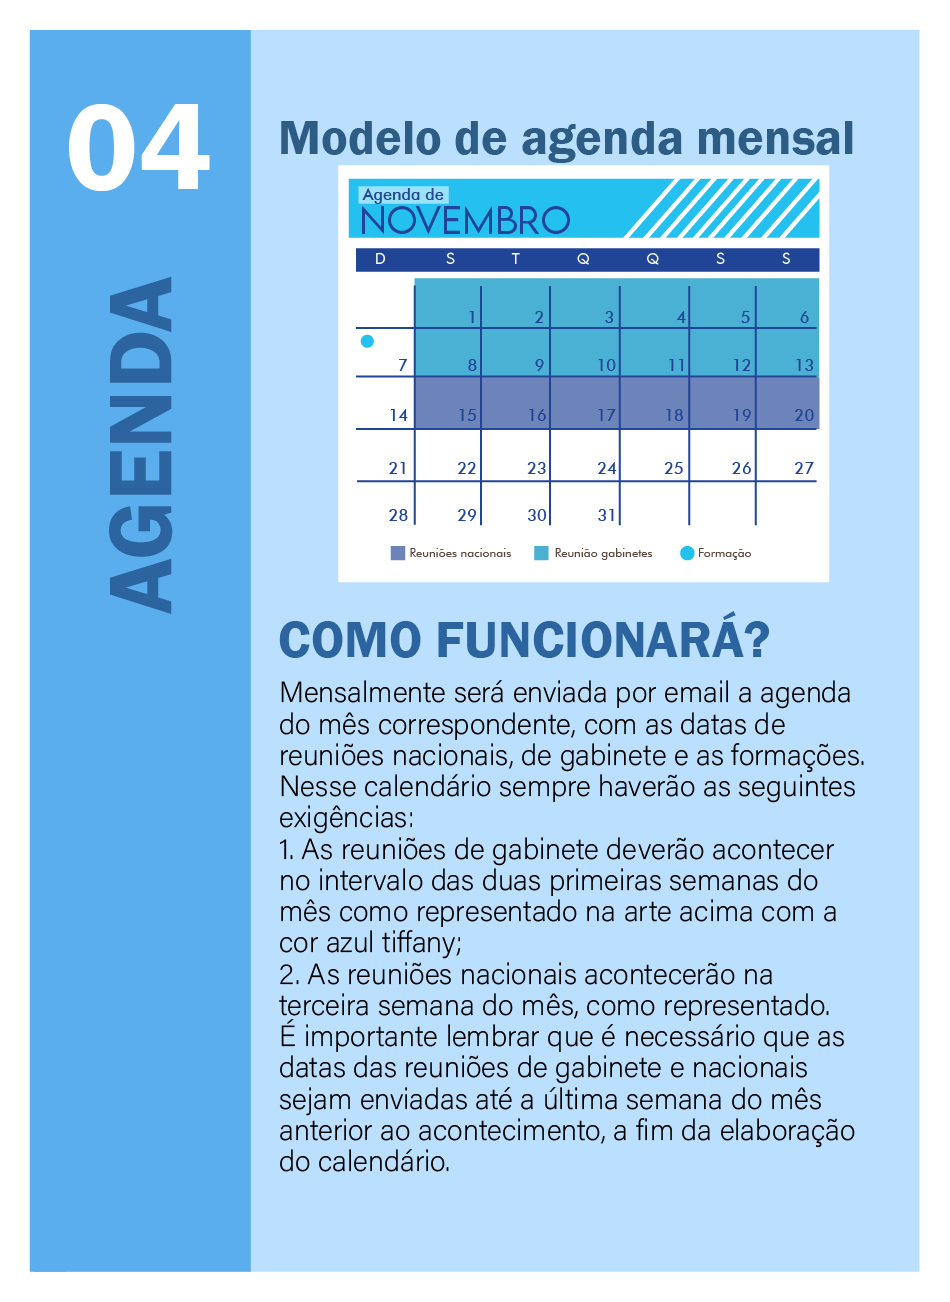 04
AGENDA
Modelo de agenda mensal
Agenda de
NOVEMBRO
D S T Q Q S S
1 2 3 4 5 6
7 8 9 10 11 12 13
14 15 16 17 18 19 20
21 22 23 24 25 26 27
28 29 30 31
Reuniões nacionais Reunião gabinetes Formação
COMO FUNCIONARÁ?
Mensalmente será enviada por email a agenda
do mês correspondente, com as datas de
reuniões nacionais, de gabinete e as formações.
Nesse calendário sempre haverão as seguintes
exigências:
1. As reuniões de gabinete deverão acontecer
no intervalo das duas primeiras semanas do
mês como representado na arte acima com a
cor azul tiffany;
2. As reuniões nacionais acontecerão na
terceira semana do mês, como representado.
É importante lembrar que é necessário que as
datas das reuniões de gabinete e nacionais
sejam enviadas até a última semana do mês
anterior ao acontecimento, a fim da elaboração
do calendário.